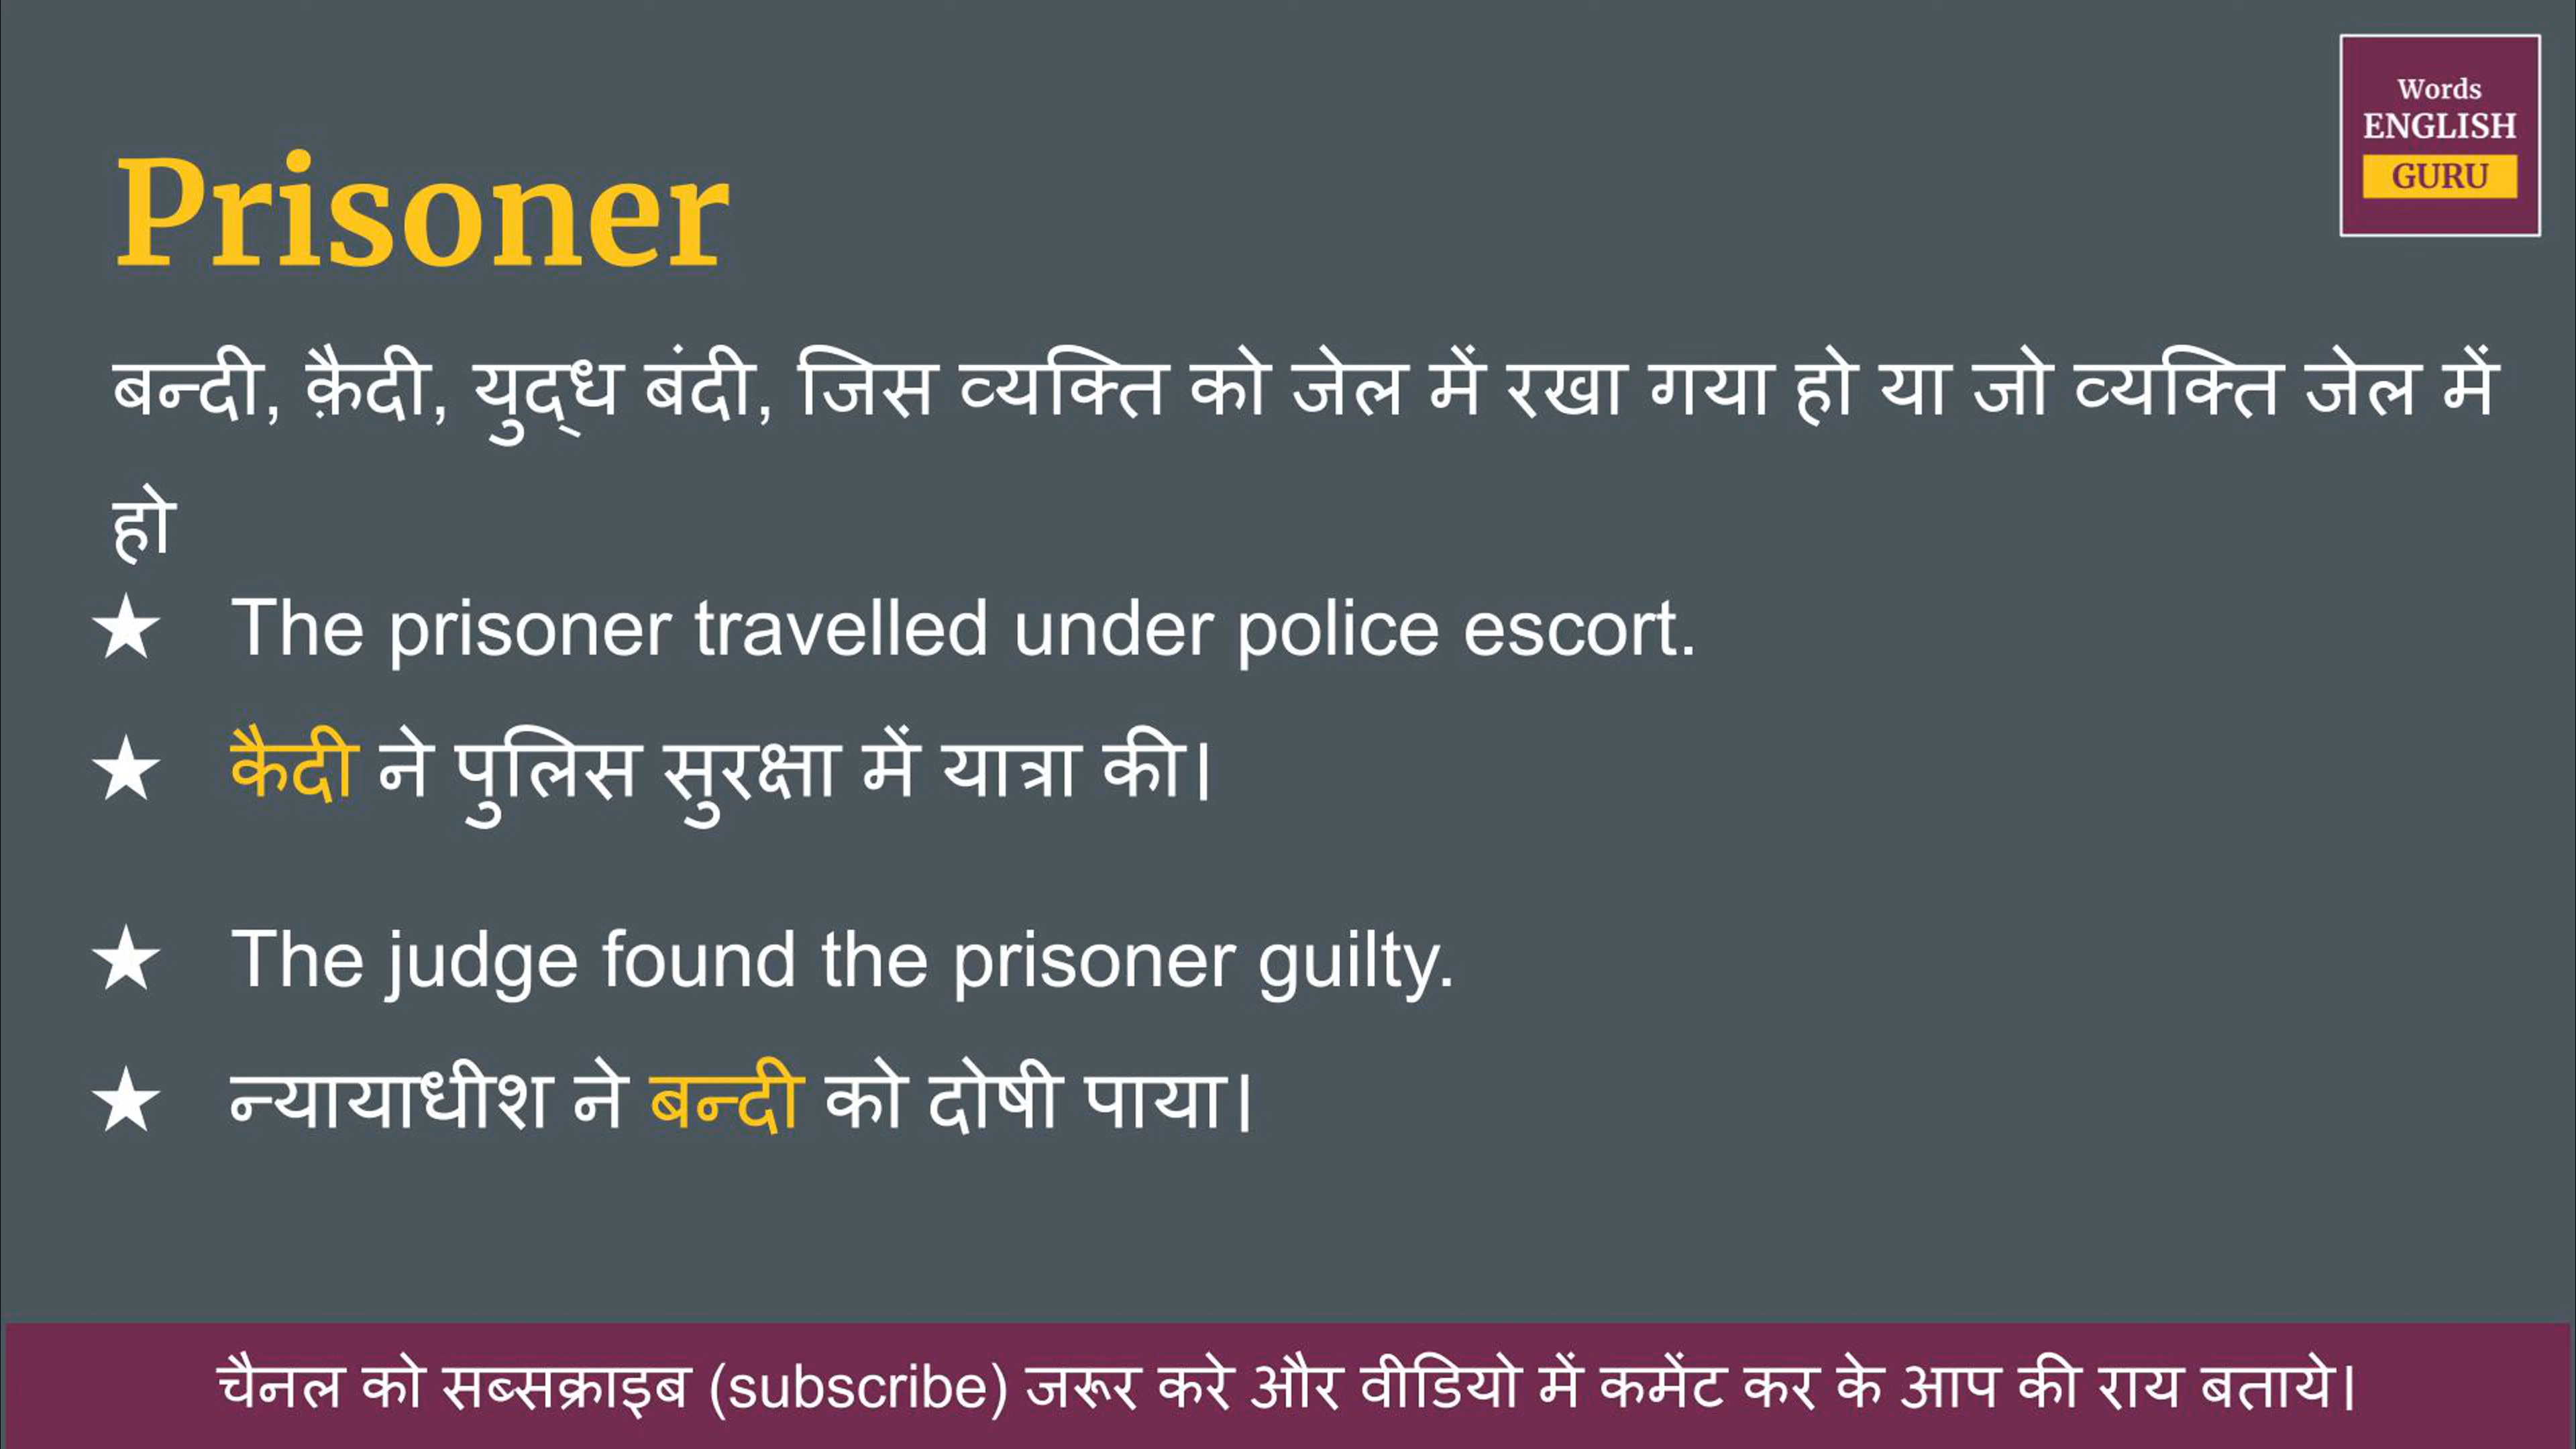 Words
ENGLISH
GURU
Prisoner
बन्दी, क़ैदी, युद्ध बंदी, जिस व्यक्ति को जेल में रखा गया हो या जो व्यक्ति जेल में
हो
★ The prisoner travelled under police escort.
★ कैदी ने पुलिस सुरक्षा में यात्रा की।
★ The judge found the prisoner guilty.
★ न्यायाधीश ने बन्दी को दोषी पाया।
चैनल को सब्सक्राइब (subscribe) जरूर करे और वीडियो में कमेंट कर के आप की राय बताये।